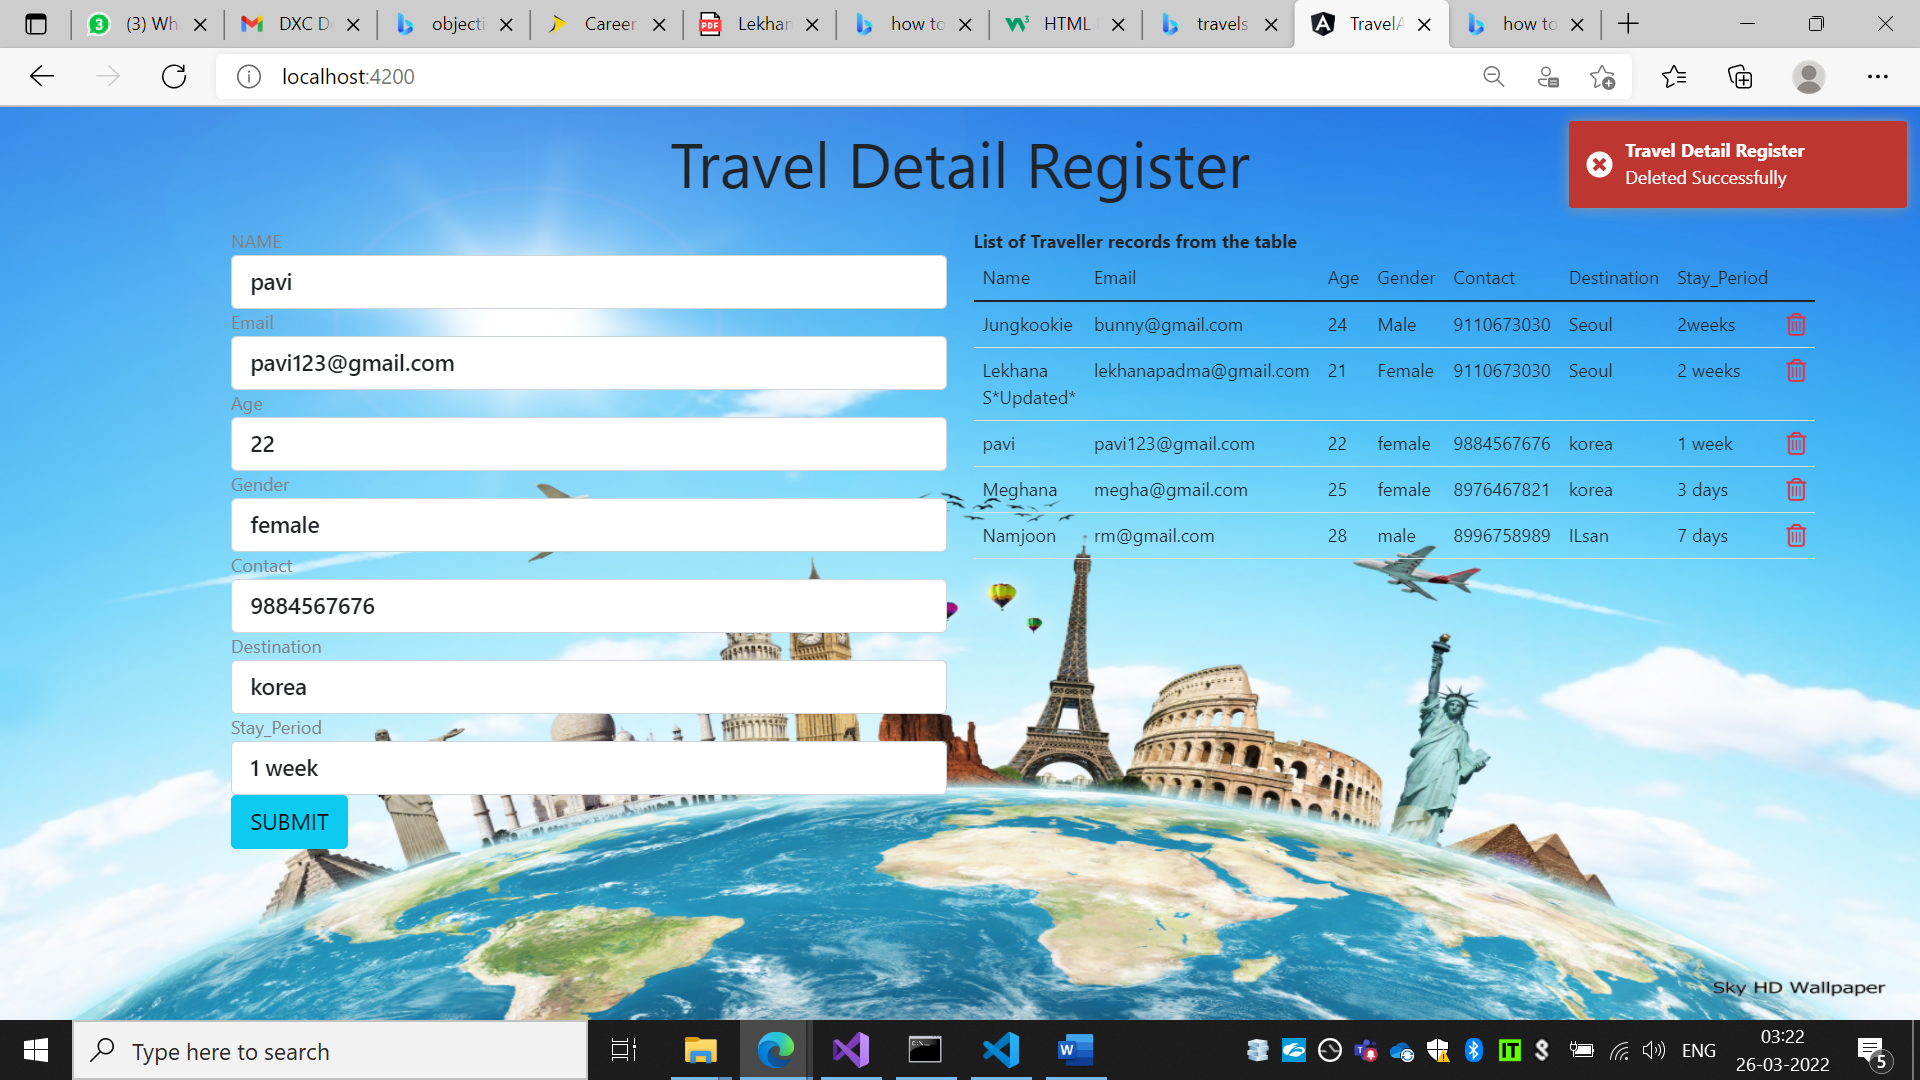 (3) Wh
DXC D
objecti
Career
Lekhan
how to
HTML
travels
TravelA
how to
localhost:4200
Travel Detail Register
Travel Detail Register
Deleted Successfully
NAME
pavi
Email
pavi123@gmail.com
Age
22
Gender
female
Contact
9884567676
Destination
korea
Stay_Period
1 week
SUBMIT
List of Traveller records from the table
Name Email Age Gender Contact Destination Stay_Period
Jungkookie bunny@gmail.com 24 Male 9110673030 Seoul 2weeks
Lekhana lekhanapadma@gmail.com 21 Female 9110673030 Seoul 2 weeks
S*Updated*
pavi pavi123@gmail.com 22 female 9884567676 korea 1 week
Meghana megha@gmail.com 25 female 8976467821 korea 3 days
Namjoon rm@gmail.com 28 male 8996758989 ILsan 7 days
Sky HD Wallpaper
Type here to search
ENG
03:22
26-03-2022
5